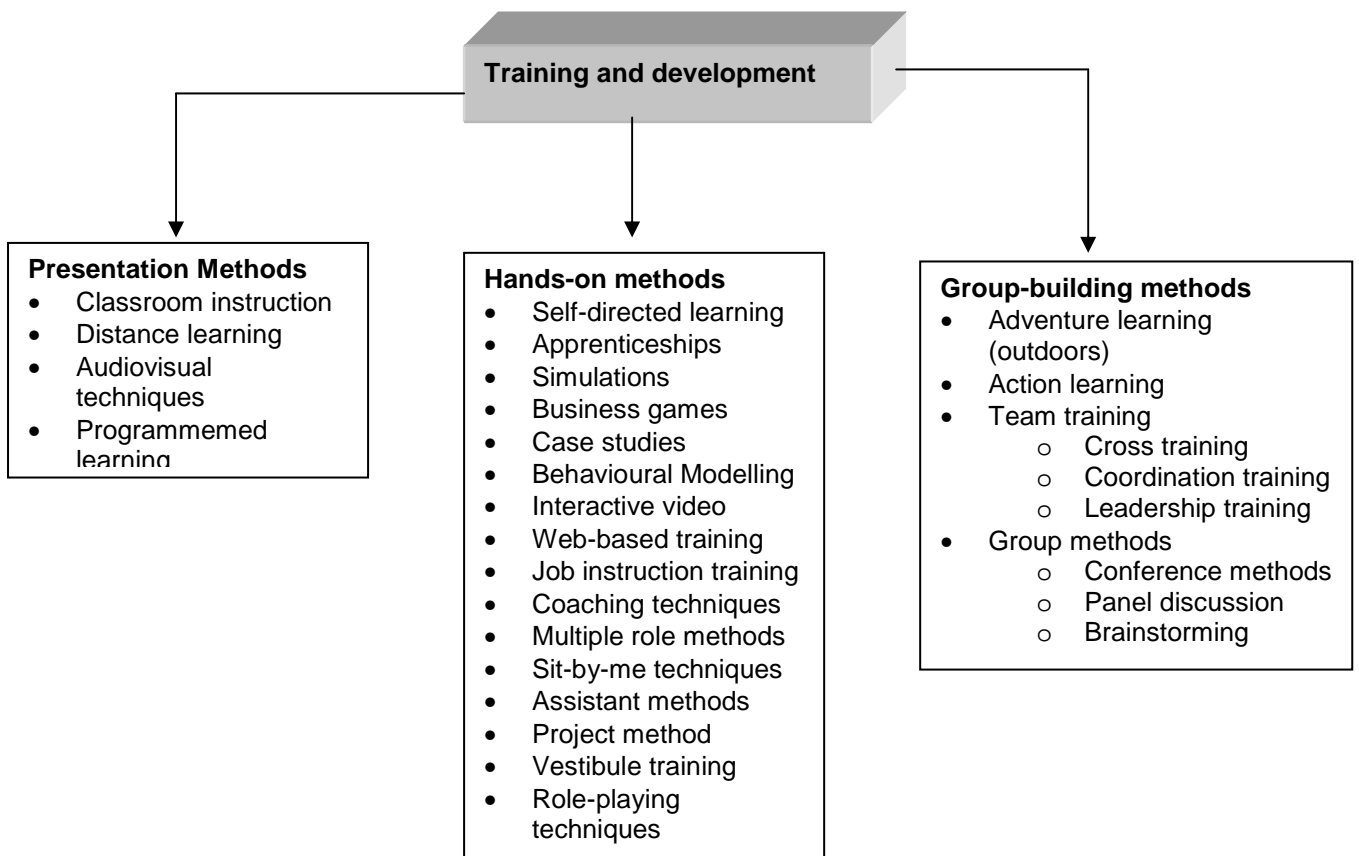 Training and development
Presentation Methods
• Classroom instruction
• Distance learning
• Audiovisual
techniques
• Programmemed
learning
Hands-on methods
• Self-directed learning
• Apprenticeships
• Simulations
• Business games
• Case studies
• Behavioural Modelling
• Interactive video
• Web-based training
• Job instruction training
• Coaching techniques
• Multiple role methods
• Sit-by-me techniques
• Assistant methods
• Project method
• Vestibule training
• Role-playing
techniques
Group-building methods
• Adventure learning
(outdoors)
• Action learning
• Team training
o Cross training
o Coordination training
o Leadership training
• Group methods
o Conference methods
o Panel discussion
o Brainstorming